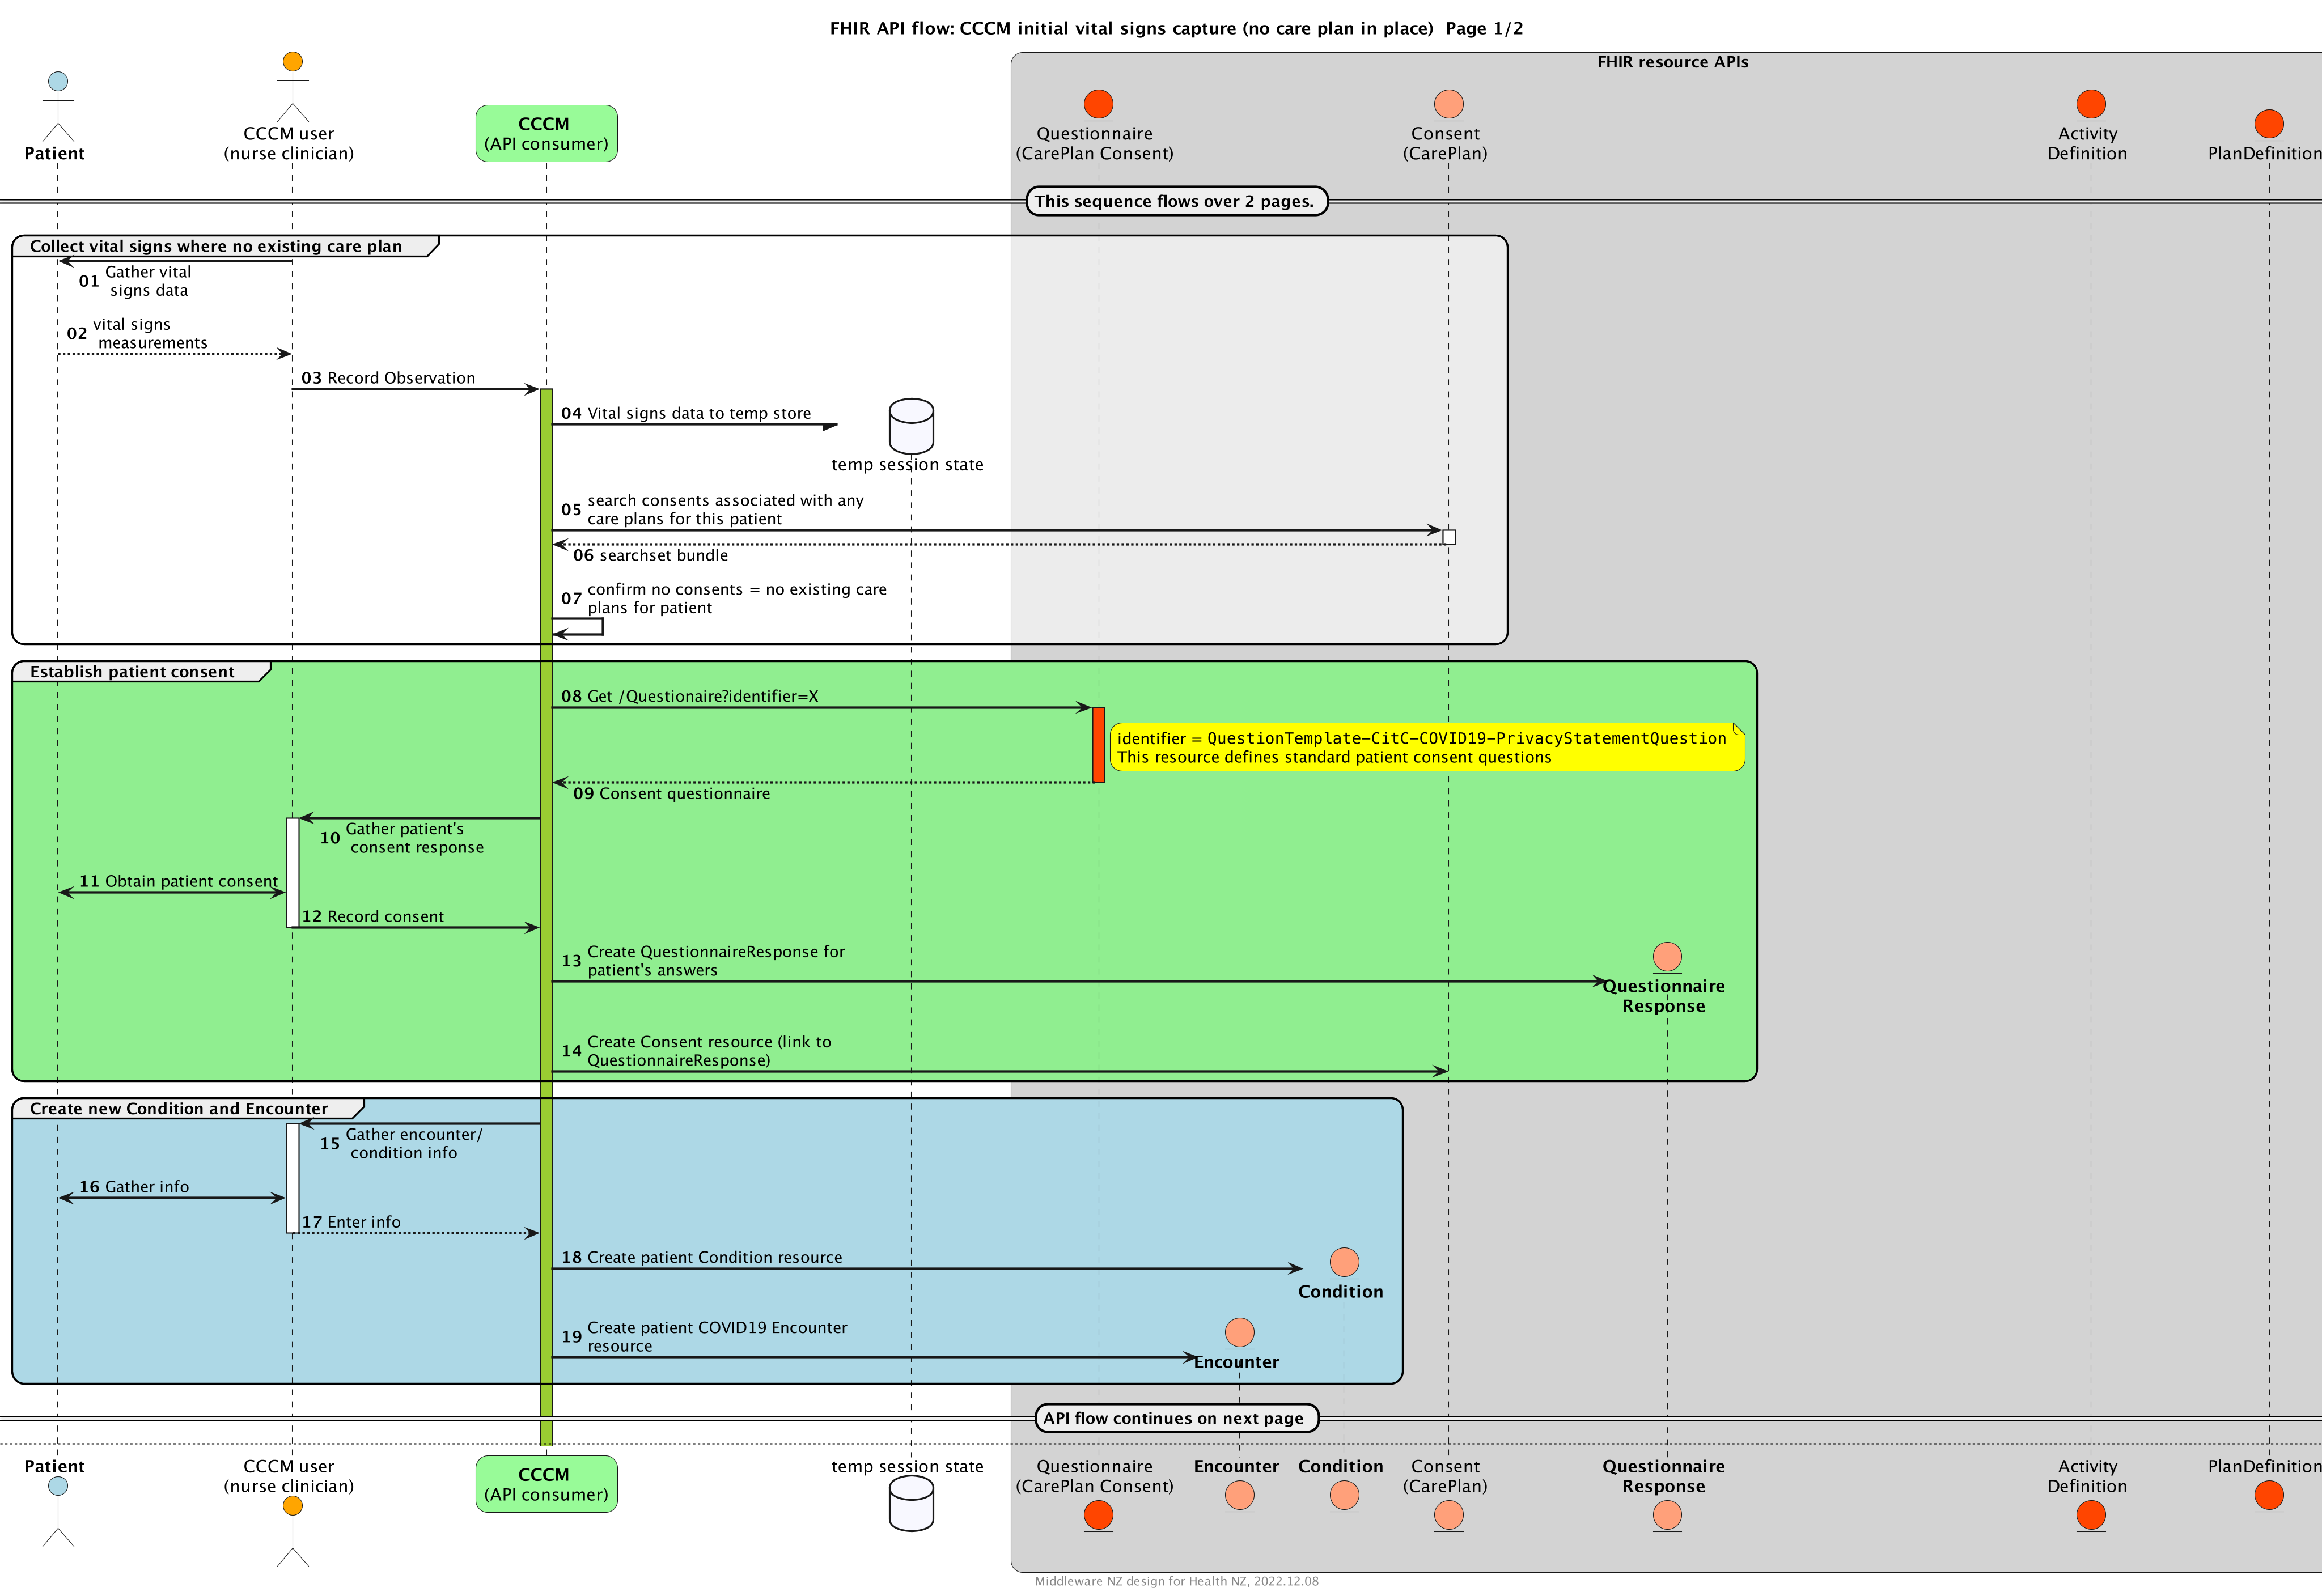 FHIR API flow: CCCM initial vital signs capture (no care plan in place)  Page 1/2
FHIR resource APIs
Patient
CCCM user
(nurse clinician)
CCCM
(API consumer)
Questionnaire
(CarePlan Consent)
Consent
(CarePlan)
Activity
Definition
PlanDefinition
This sequence flows over 2 pages.
Collect vital signs where no existing care plan
01 Gather vital
signs data
02 vital signs
measurements
03 Record Observation
04 Vital signs data to temp store
temp session state
05 search consents associated with any
care plans for this patient
06 searchset bundle
07 confirm no consents = no existing care
plans for patient
Establish patient consent
08 Get /Questionaire?identifier=X
identifier = QuestionTemplate-CitC-COVID19-PrivacyStatementQuestion
This resource defines standard patient consent questions
09 Consent questionnaire
10 Gather patient's
consent response
11 Obtain patient consent
12 Record consent
13 Create QuestionnaireResponse for
patient's answers
Questionnaire
Response
14 Create Consent resource (link to
QuestionnaireResponse)
Create new Condition and Encounter
15 Gather encounter/
condition info
16 Gather info
17 Enter info
18 Create patient Condition resource
Condition
19 Create patient COVID19 Encounter
resource
Encounter
API flow continues on next page
Patient
CCCM user
(nurse clinician)
CCCM
(API consumer)
temp session state
Questionnaire
(CarePlan Consent)
Encounter
Condition
Consent
(CarePlan)
Questionnaire
Response
Activity
Definition
PlanDefinition
Middleware NZ design for Health NZ, 2022.12.08